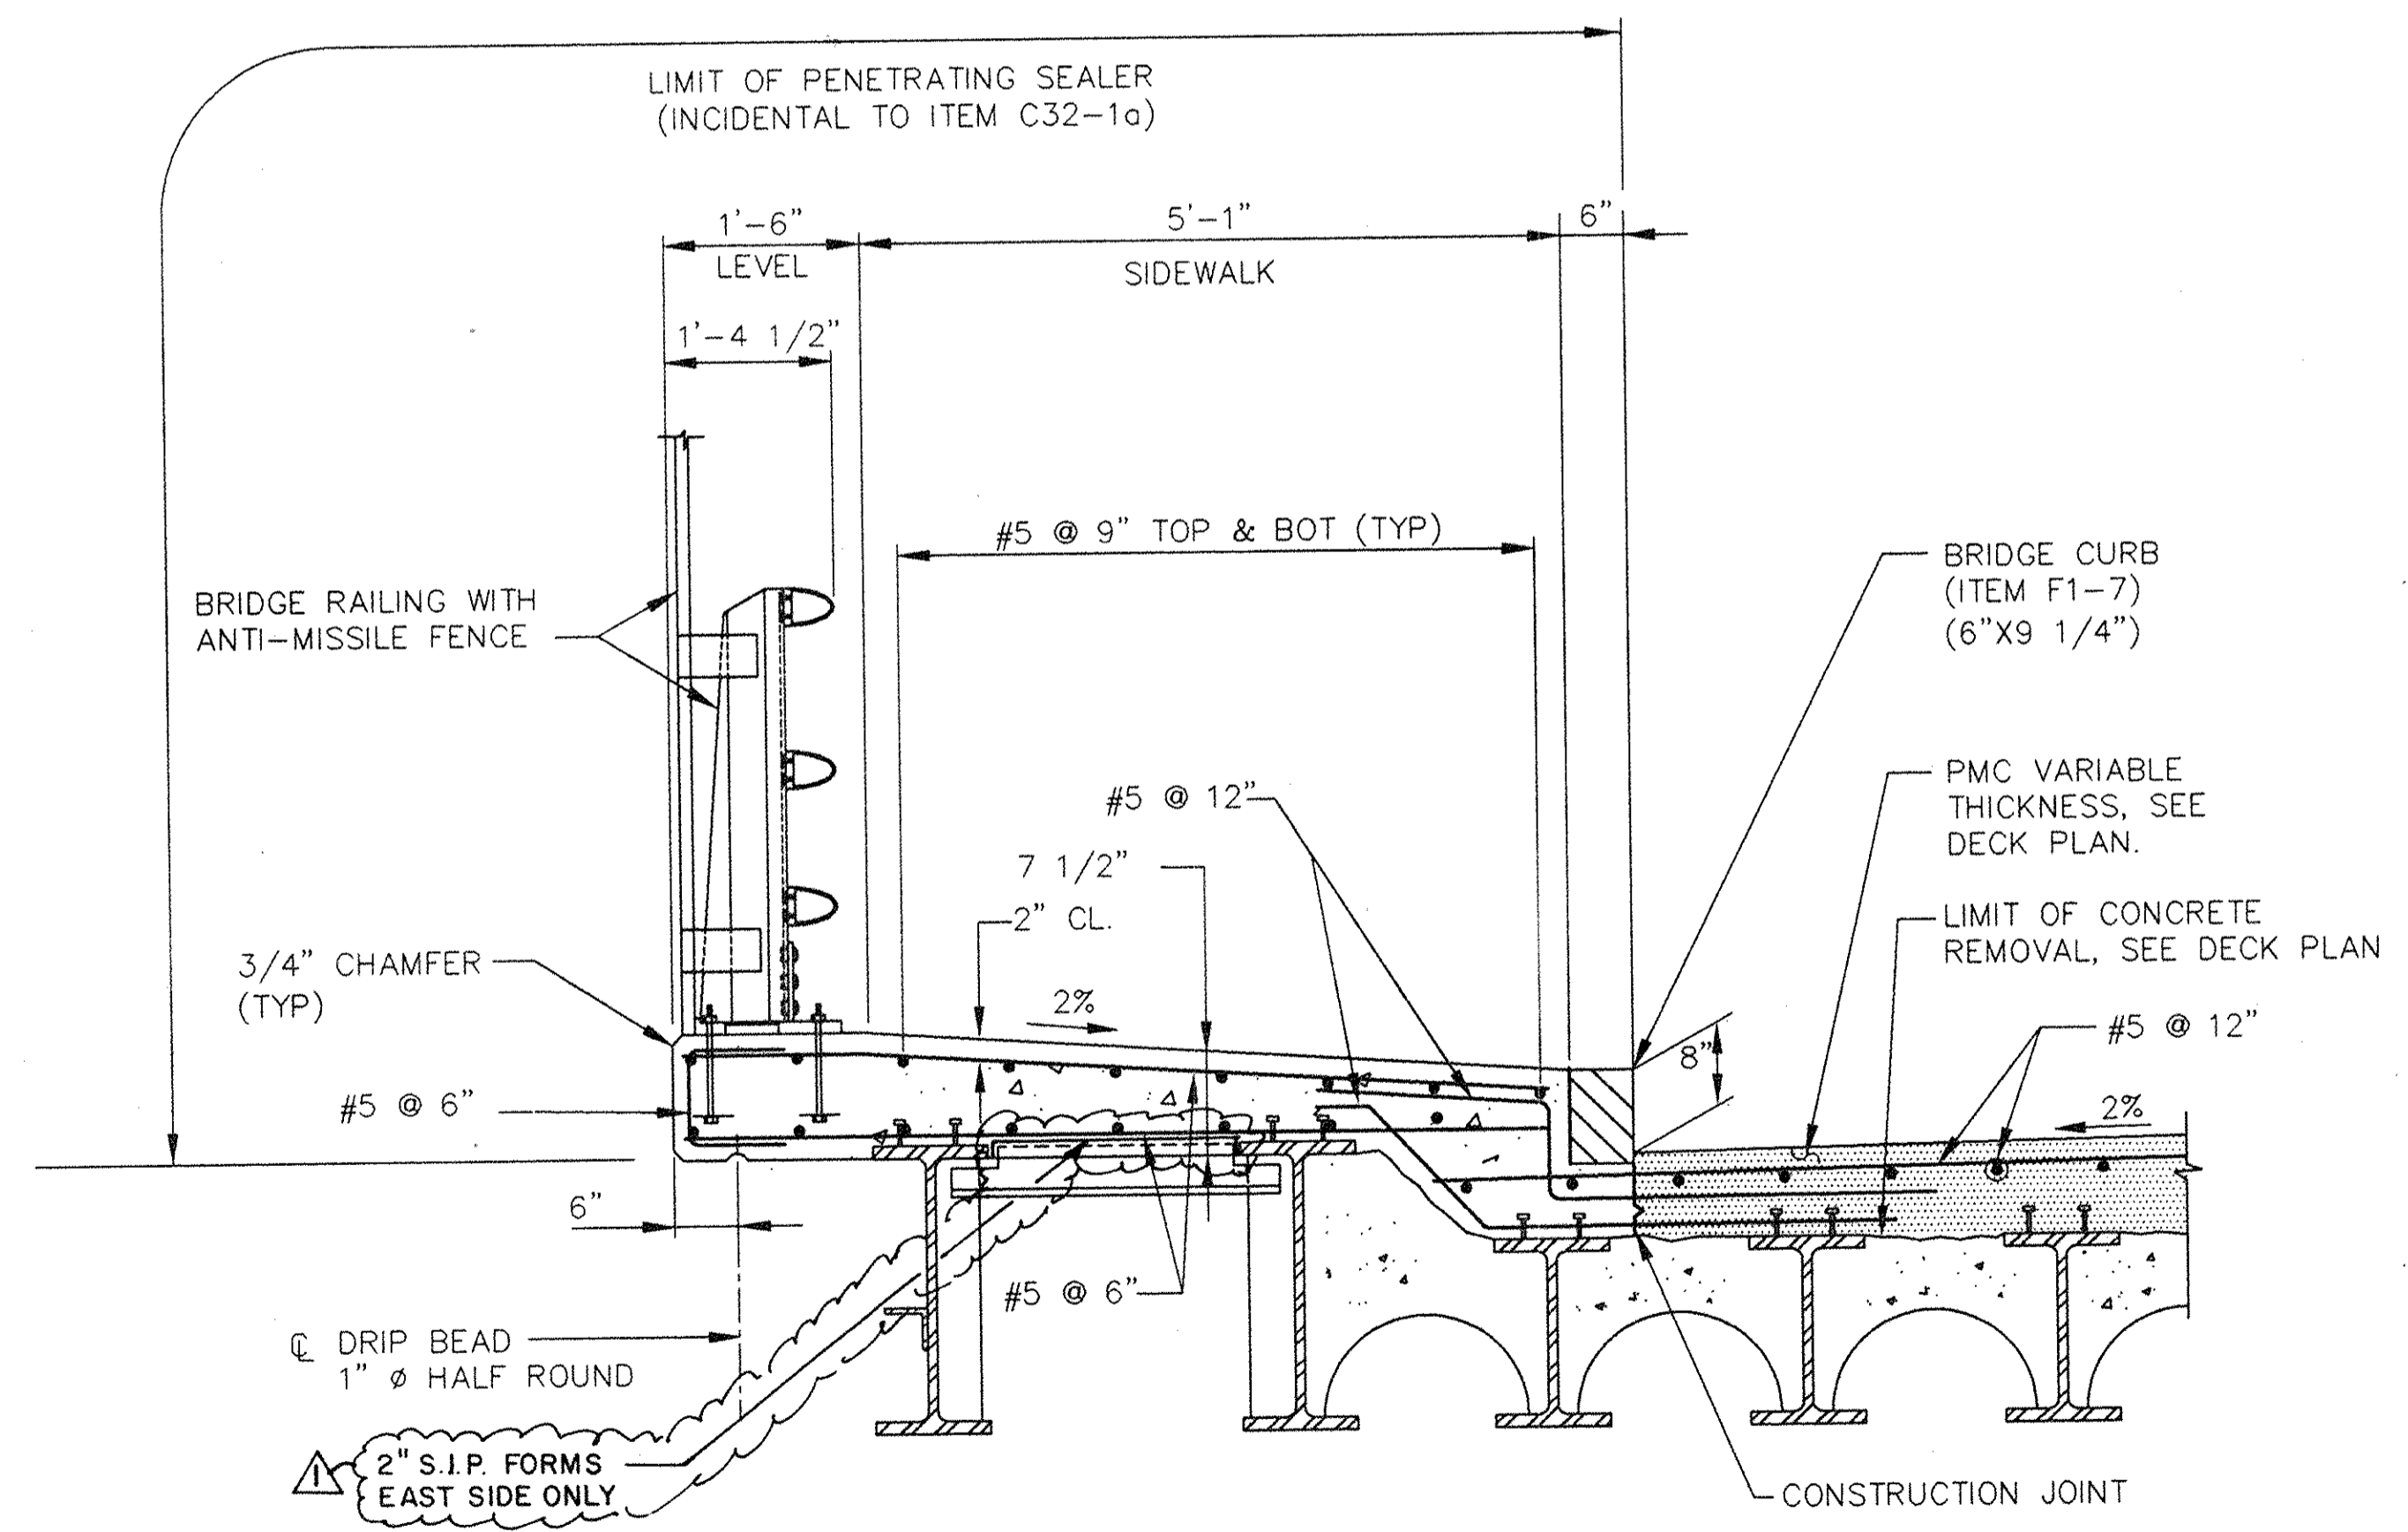 LIMIT OF PENETRATING SEALER
(INCIDENTAL TO ITEM C32-1a)
1'-6"
LEVEL
5'-1"
SIDEWALK
6"
1'-4 1/2"
#5 @ 9" TOP & BOT (TYP)
BRIDGE RAILING WITH
ANTI-MISSILE FENCE
BRIDGE CURB
(ITEM F1-7)
(6"X9 1/4")
PMC VARIABLE
THICKNESS, SEE
DECK PLAN.
#5 @ 12"
7 1/2"
2" CL.
LIMIT OF CONCRETE
REMOVAL, SEE DECK PLAN
3/4" CHAMFER
(TYP)
2%
8"
#5 @ 12"
#5 @ 6"
2%
6"
#5 @ 6"
℄ DRIP BEAD
1" ø HALF ROUND
1
2" S.I.P. FORMS
EAST SIDE ONLY
CONSTRUCTION JOINT